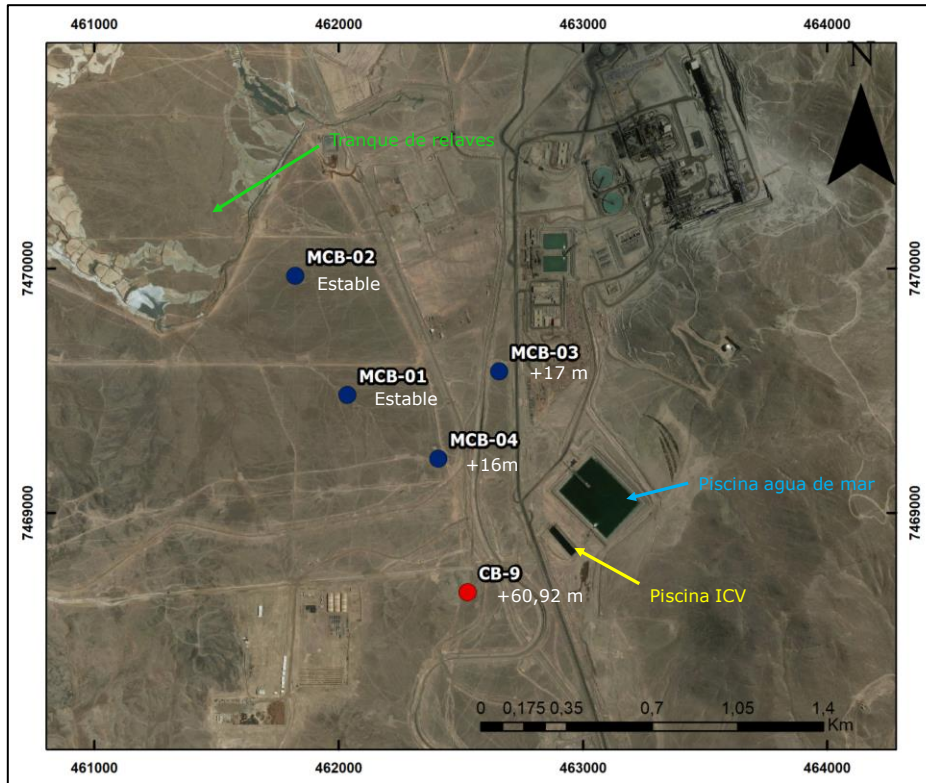 461000 462000 463000 464000
N
Tranque de relaves
MCB-02
Estable
7470000
7470000
MCB-03
+17 m
MCB-01
Estable
MCB-04
+16m
Piscina agua de mar
7469000
7469000
CB-9
+60,92 m
Piscina ICV
0 0,175 0,35 0,7 1,05 1,4
Km
461000 462000 463000 464000